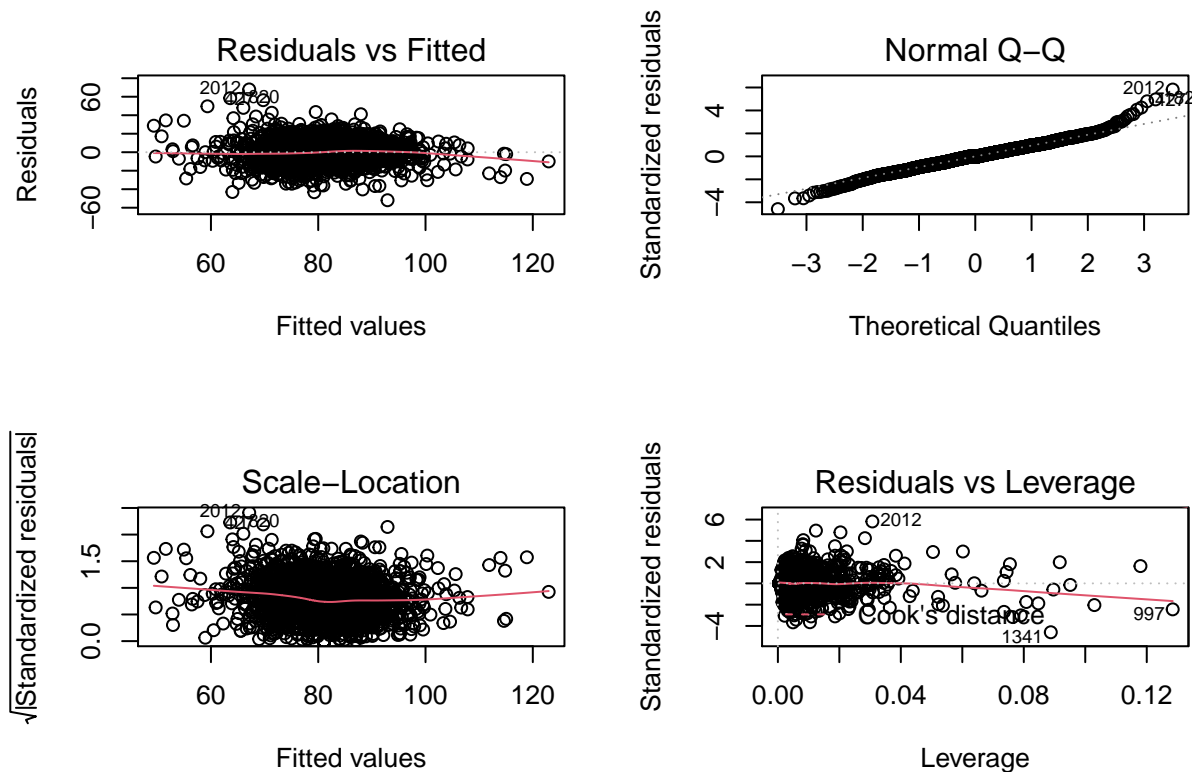 Residuals vs Fitted
Residuals
60
0
−60
2012
60
80
100
120
Fitted values
Normal Q−Q
Standardized residuals
4
0
−4
2012
−3
−2
−1
0
1
2
3
Theoretical Quantiles
Scale−Location
√|Standardized residuals|
1.5
0.0
2012
60
80
100
120
Fitted values
Residuals vs Leverage
Standardized residuals
6
2
−4
2012
Cook's distance
1341
997
0.00
0.04
0.08
0.12
Leverage